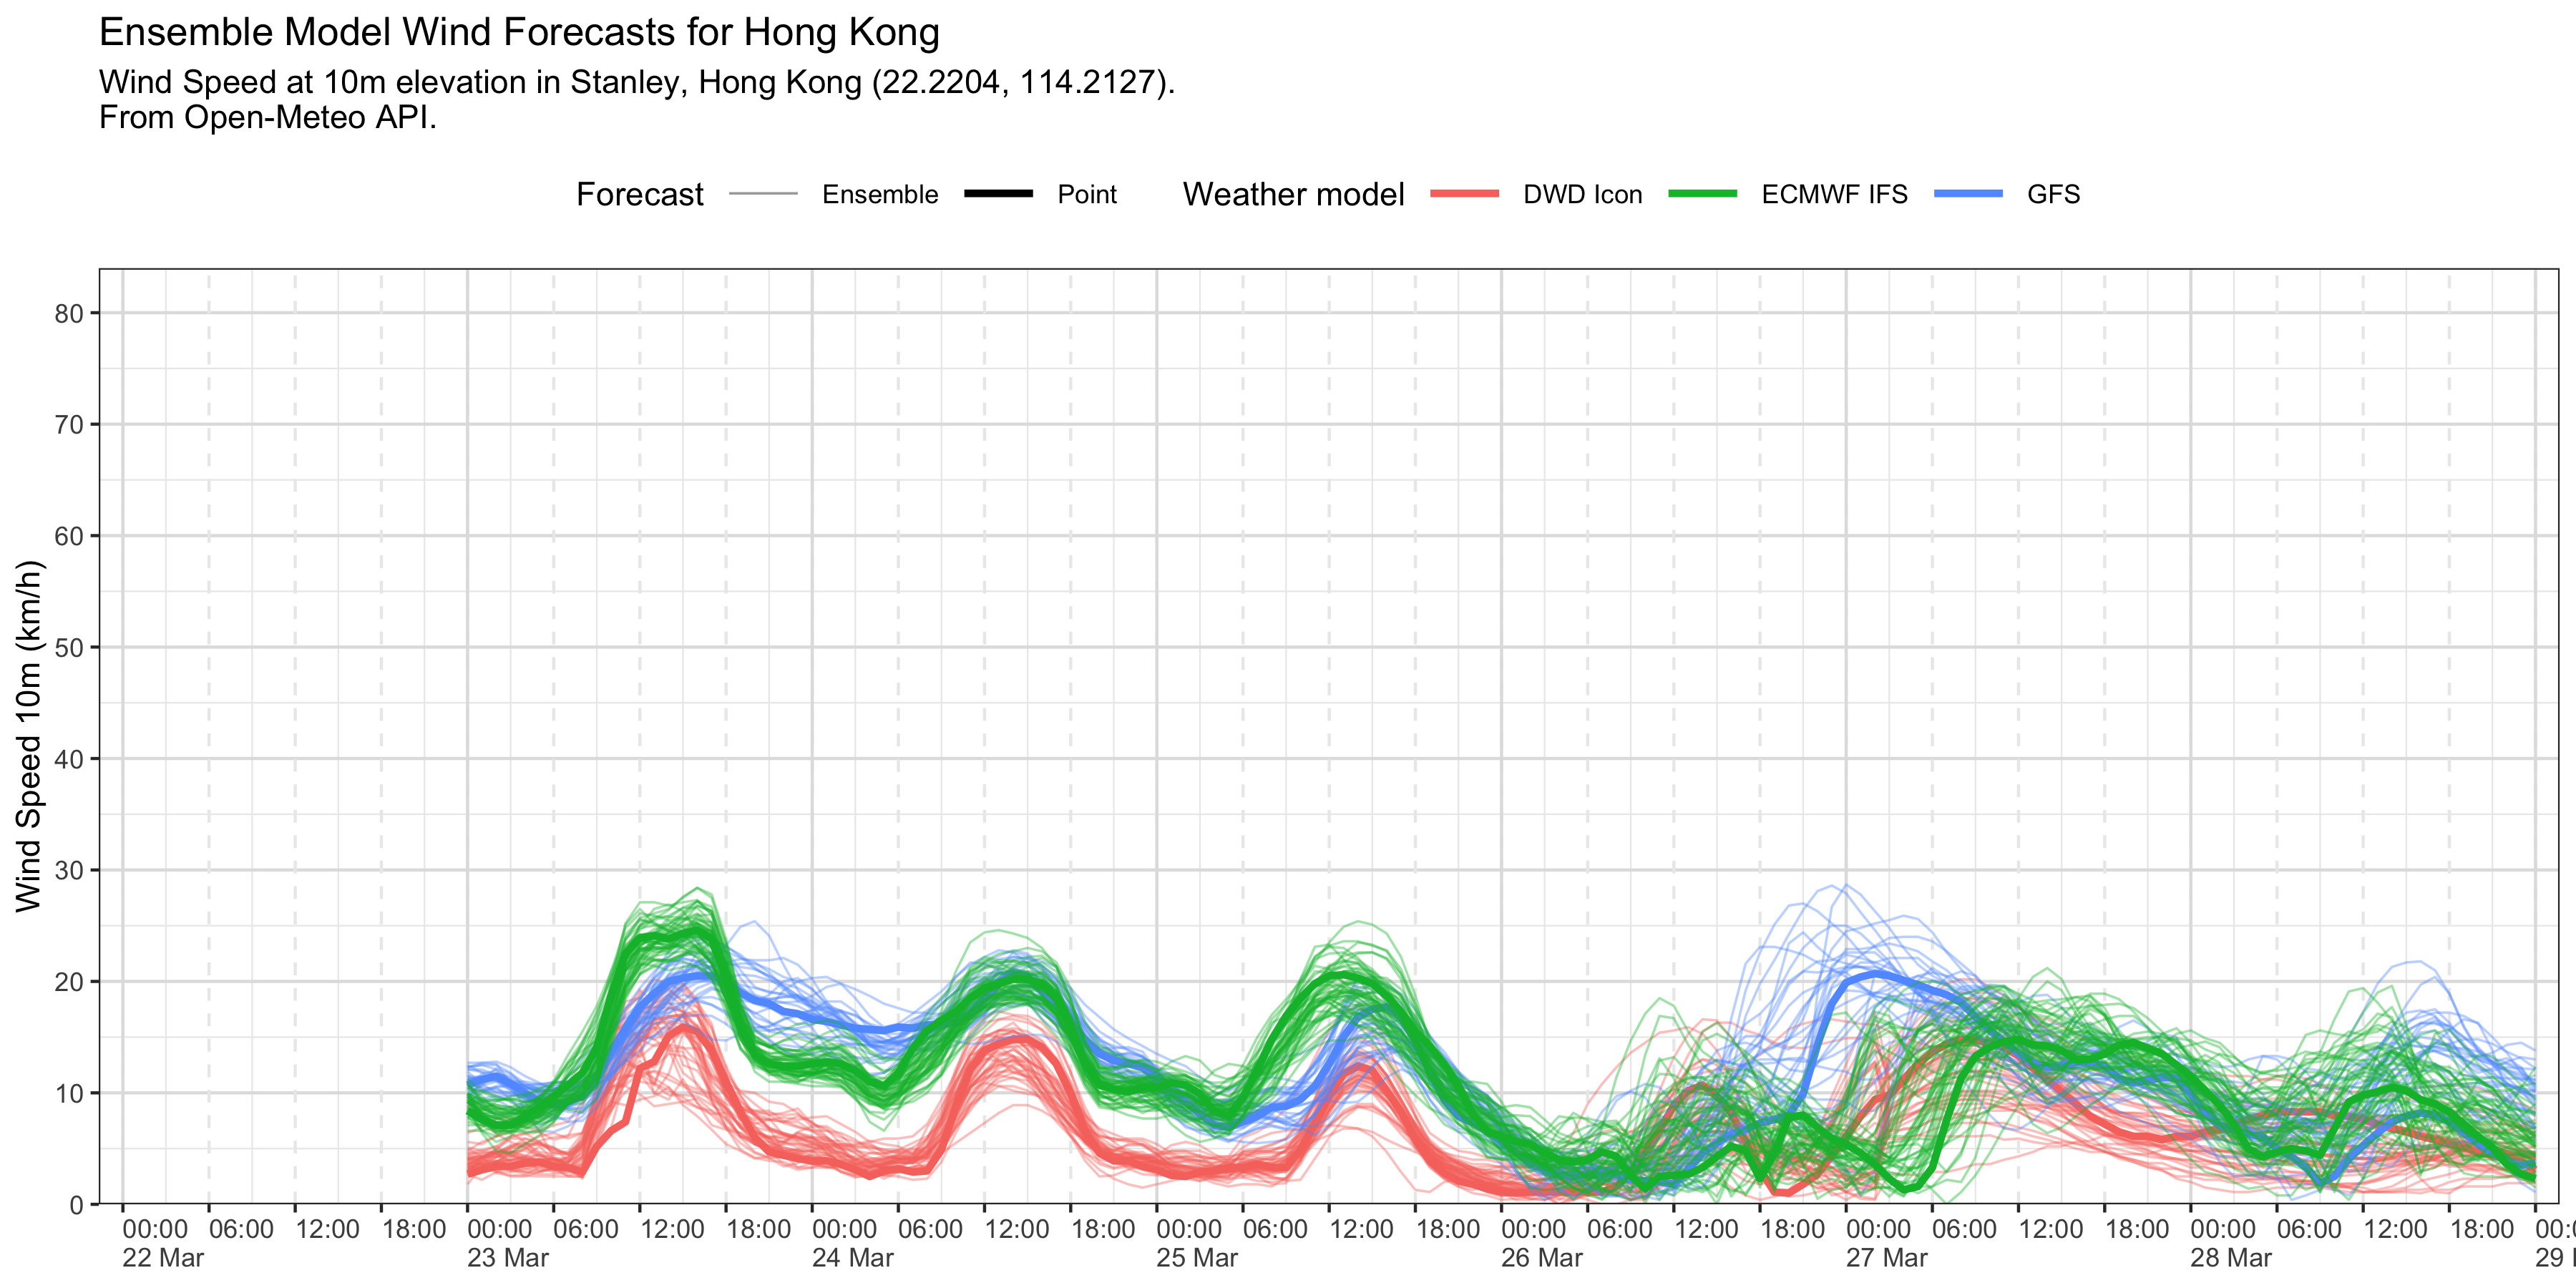 Ensemble Model Wind Forecasts for Hong Kong
Wind Speed at 10m elevation in Stanley, Hong Kong (22.2204, 114.2127).
From Open-Meteo API.
Forecast Ensemble Point Weather model DWD Icon ECMWF IFS GFS
Wind Speed 10m (km/h)
80
70
60
50
40
30
20
10
0
00:00 06:00 12:00 18:00 00:00 06:00 12:00 18:00 00:00 06:00 12:00 18:00 00:00 06:00 12:00 18:00 00:00 06:00 12:00 18:00 00:00 06:00 12:00 18:00 00:00 06:00 12:00 18:00
22 Mar 23 Mar 24 Mar 25 Mar 26 Mar 27 Mar 28 Mar 29